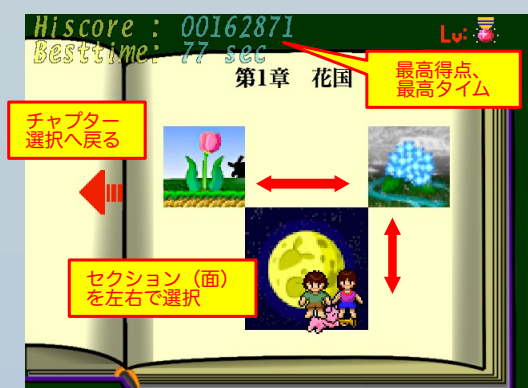 Hiscore : 00162871
Lv:
Besttime: 77 sec
最高得点、
最高タイム
第1章 花国
チャプター
選択へ戻る
セクション（面）
を左右で選択